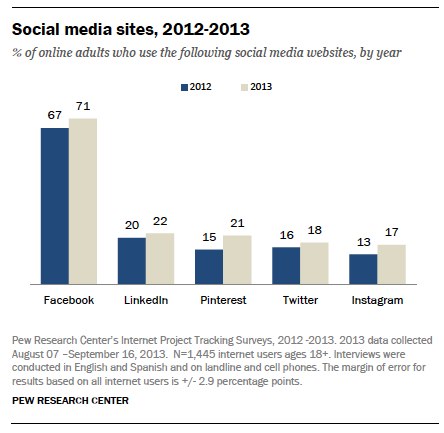 Social media sites, 2012-2013
% of online adults who use the following social media websites, by year
2012 2013
67 71
20 22
15 21
16 18
13 17
Facebook LinkedIn Pinterest Twitter Instagram
Pew Research Center's Internet Project Tracking Surveys, 2012 -2013. 2013 data collected
August 07 –September 16, 2013. N=1,445 internet users ages 18+. Interviews were
conducted in English and Spanish and on landline and cell phones. The margin of error for
results based on all internet users is +/- 2.9 percentage points.
PEW RESEARCH CENTER